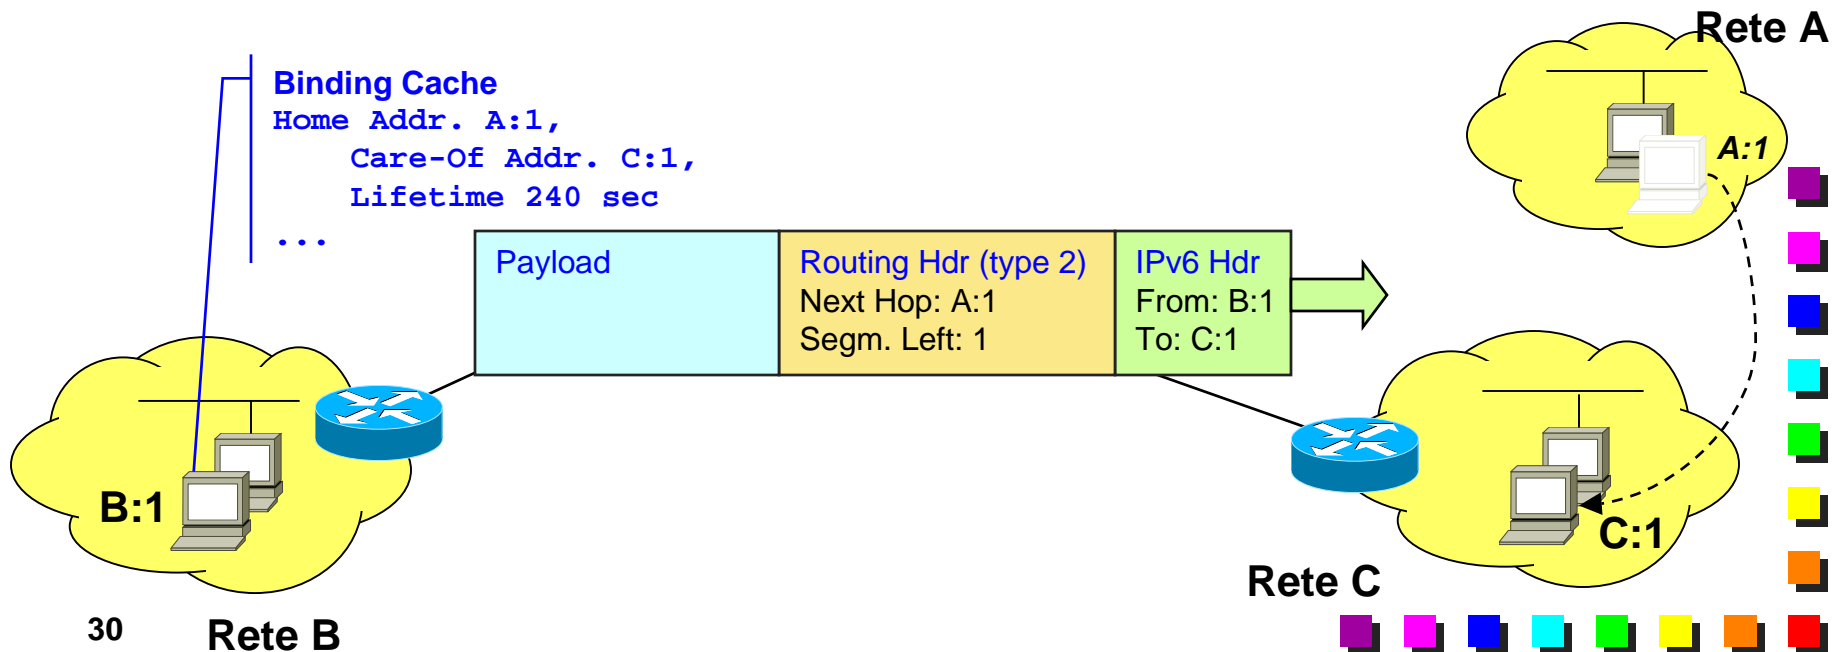 Rete A
Binding Cache
Home Addr. A:1,
Care-Of Addr. C:1,
Lifetime 240 sec
...
A:1
Payload
Routing Hdr (type 2)
Next Hop: A:1
Segm. Left: 1
IPv6 Hdr
From: B:1
To: C:1
B:1
C:1
Rete C
30
Rete B